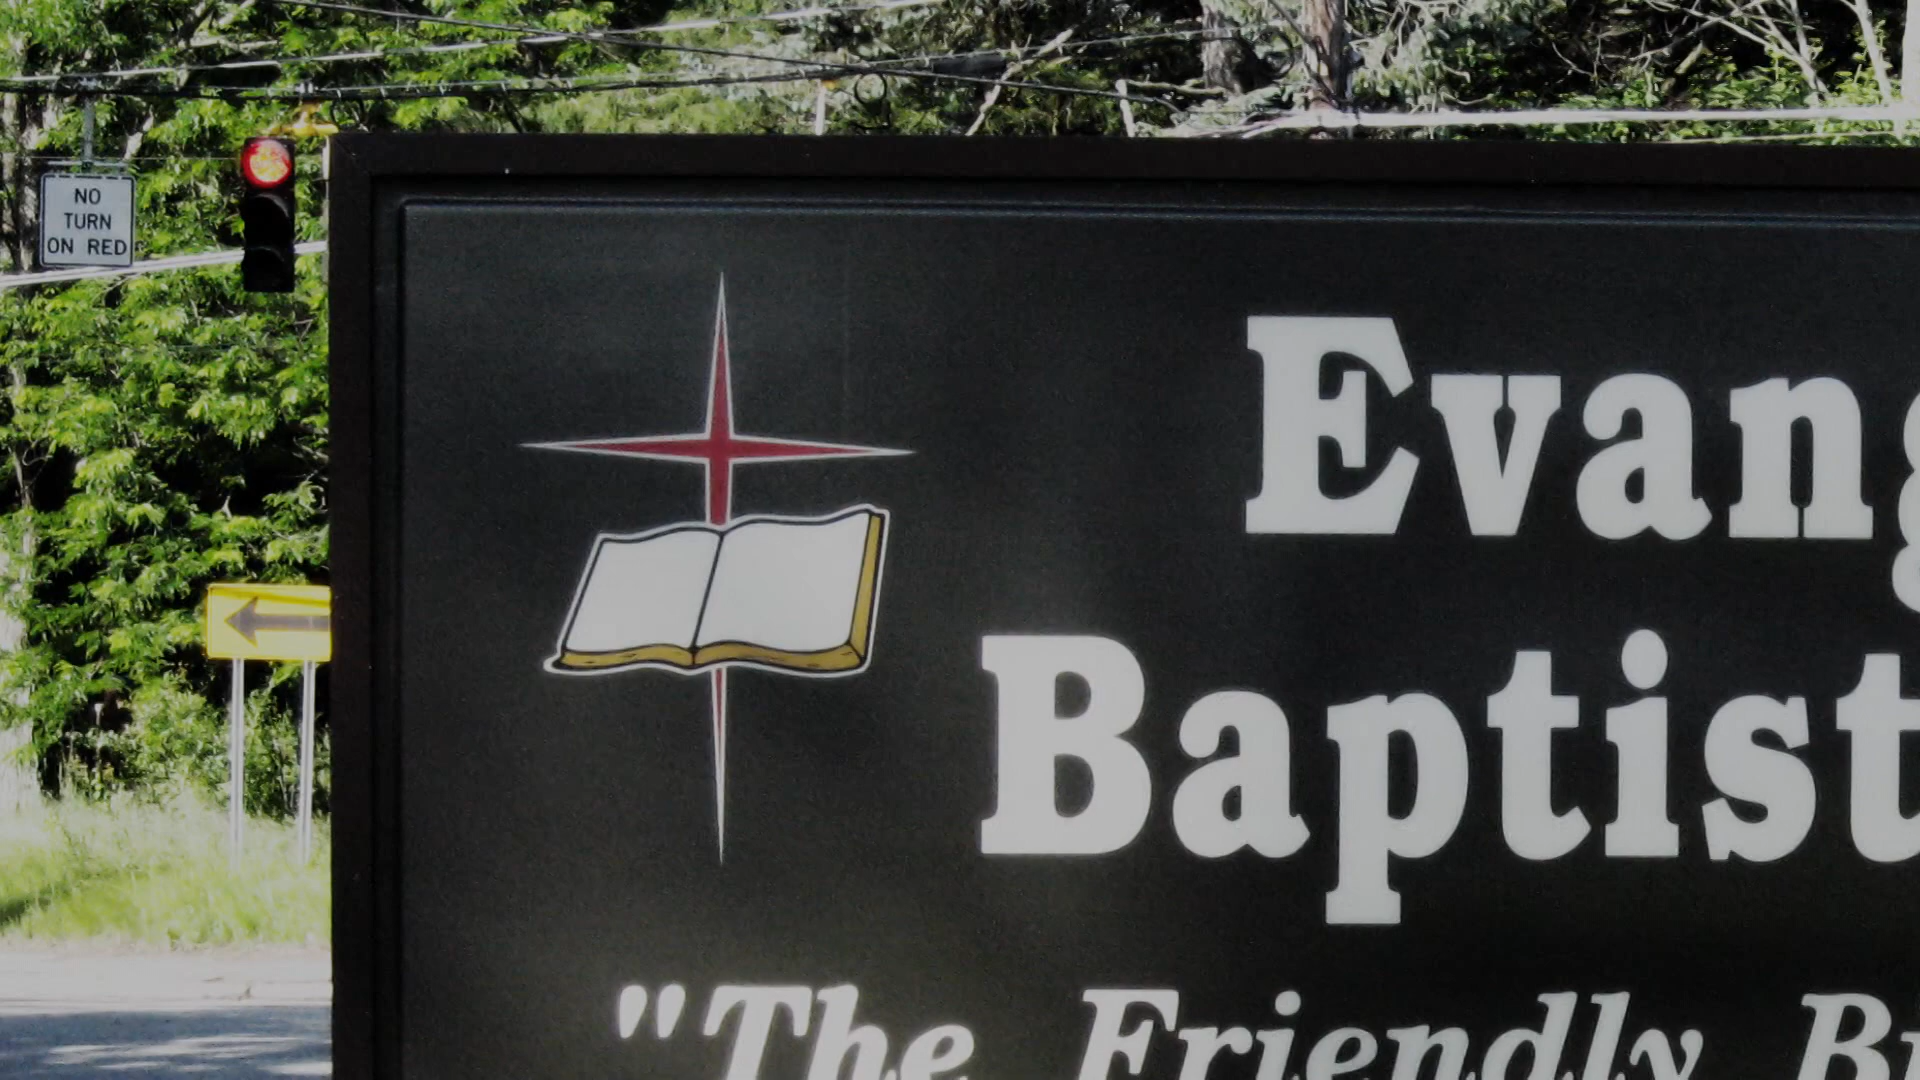 NO
TURN
ON RED
Evang
Baptist
"The Friendly B